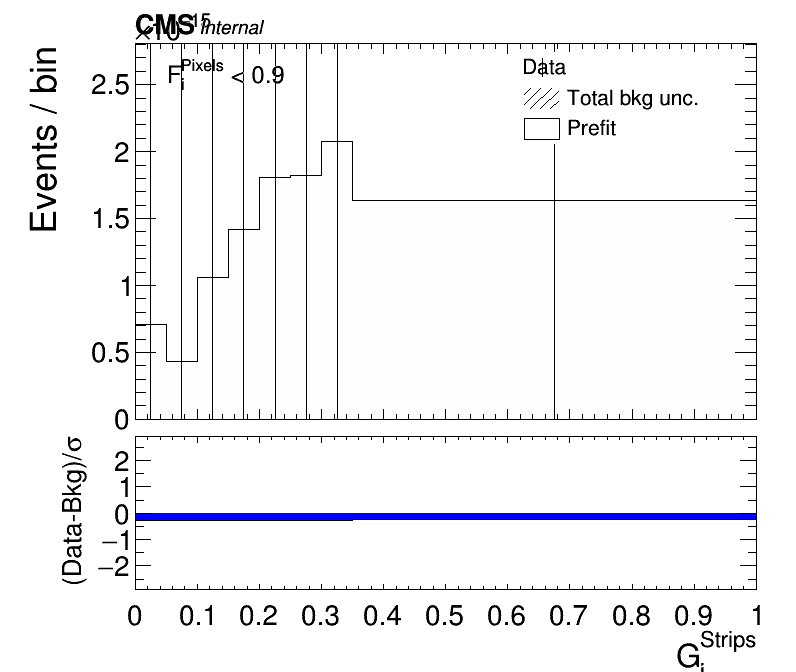 CMS Internal
×10^15
F_i^Pixels < 0.9
Data
Total bkg unc.
Prefit
Events / bin
2.5
2
1.5
1
0.5
0
(Data-Bkg)/σ
2
1
0
−1
−2
0 0.1 0.2 0.3 0.4 0.5 0.6 0.7 0.8 0.9 1
G_i^Strips